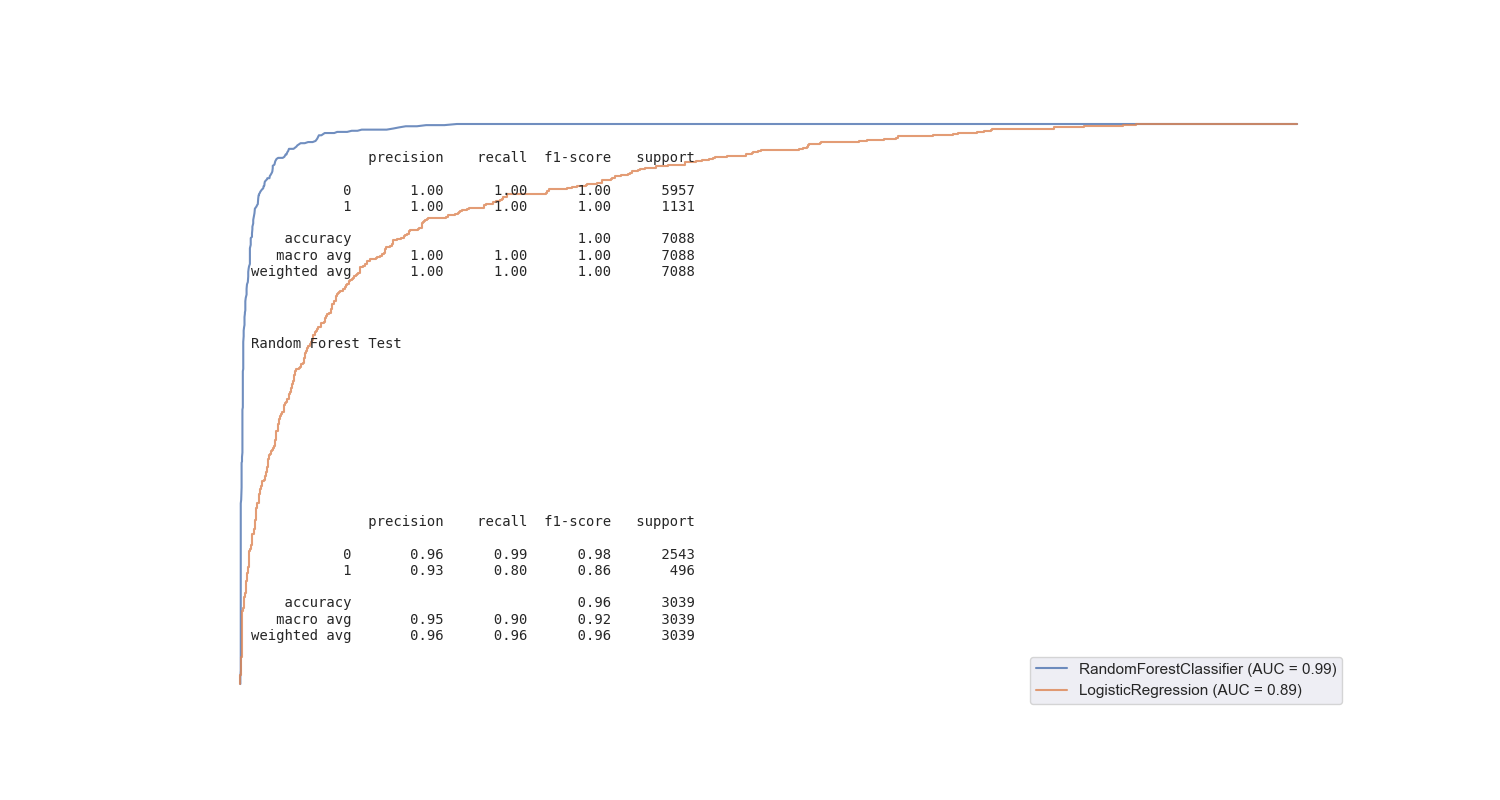 precision recall f1-score support
0 1.00 1.00 1.00 5957
1 1.00 1.00 1.00 1131
accuracy 1.00 7088
macro avg 1.00 1.00 1.00 7088
weighted avg 1.00 1.00 1.00 7088
Random Forest Test
precision recall f1-score support
0 0.96 0.99 0.98 2543
1 0.93 0.80 0.86 496
accuracy 0.96 3039
macro avg 0.95 0.90 0.92 3039
weighted avg 0.96 0.96 0.96 3039
RandomForestClassifier (AUC = 0.99)
LogisticRegression (AUC = 0.89)